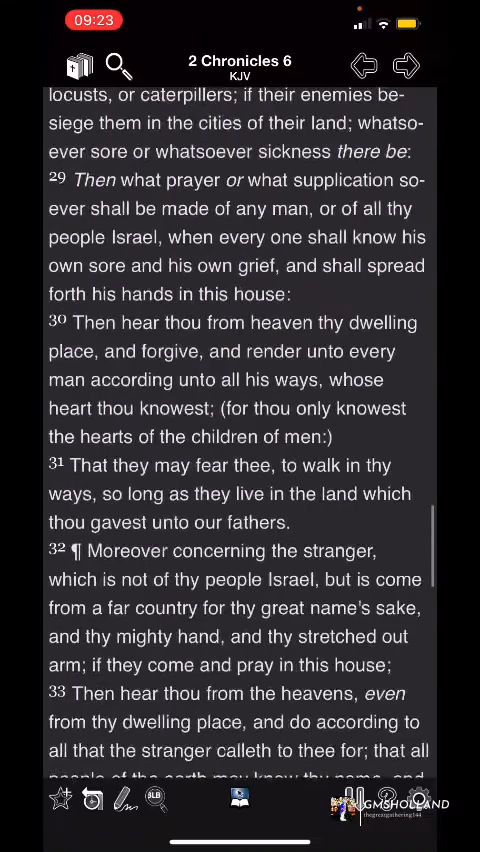 09:23
2 Chronicles 6
KJV
locusts, or caterpillers; if their enemies be-
siege them in the cities of their land; whatso-
ever sore or whatsoever sickness there be:
29 Then what prayer or what supplication so-
ever shall be made of any man, or of all thy
people Israel, when every one shall know his
own sore and his own grief, and shall spread
forth his hands in this house:
30 Then hear thou from heaven thy dwelling
place, and forgive, and render unto every
man according unto all his ways, whose
heart thou knowest; (for thou only knowest
the hearts of the children of men:)
31 That they may fear thee, to walk in thy
ways, so long as they live in the land which
thou gavest unto our fathers.
32 ¶ Moreover concerning the stranger,
which is not of thy people Israel, but is come
from a far country for thy great name's sake,
and thy mighty hand, and thy stretched out
arm; if they come and pray in this house;
33 Then hear thou from the heavens, even
from thy dwelling place, and do according to
all that the stranger calleth to thee for; that all
people of the earth may know thy name, and
BLB
GMSHOLLAND
thegreatgathering144